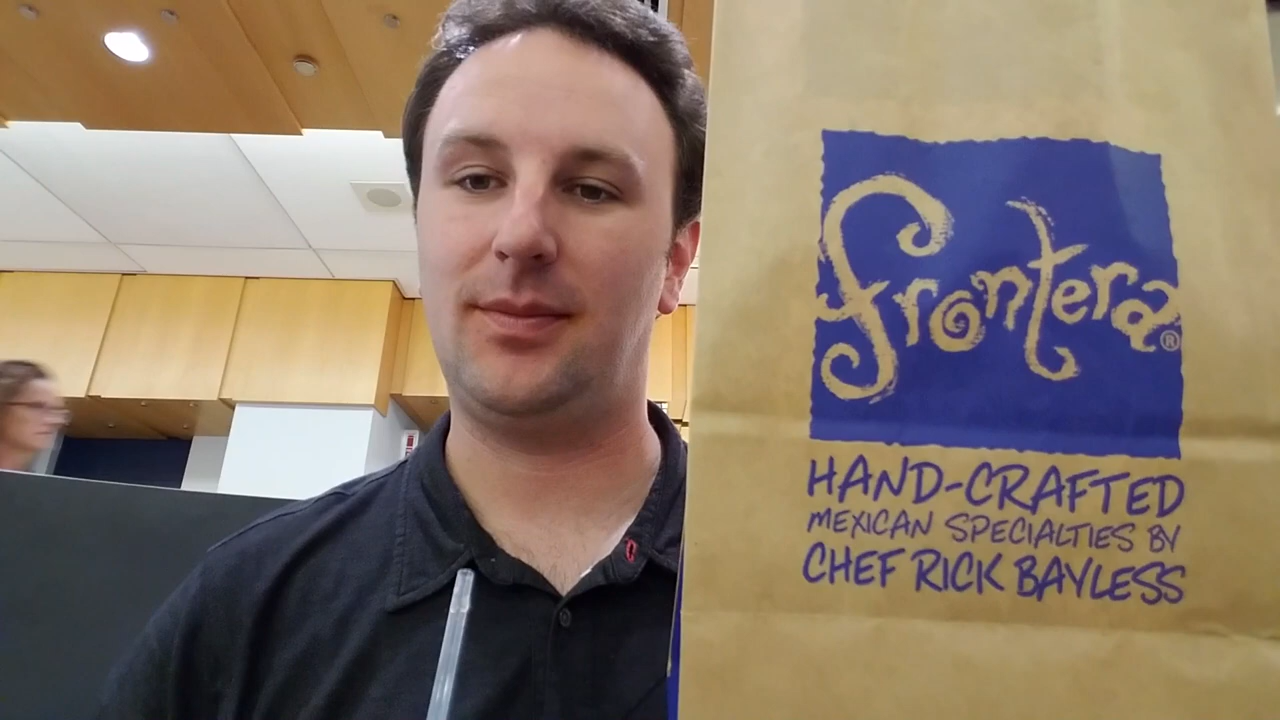 frontera®
HAND-CRAFTED
MEXICAN SPECIALTIES BY
CHEF RICK BAYLESS